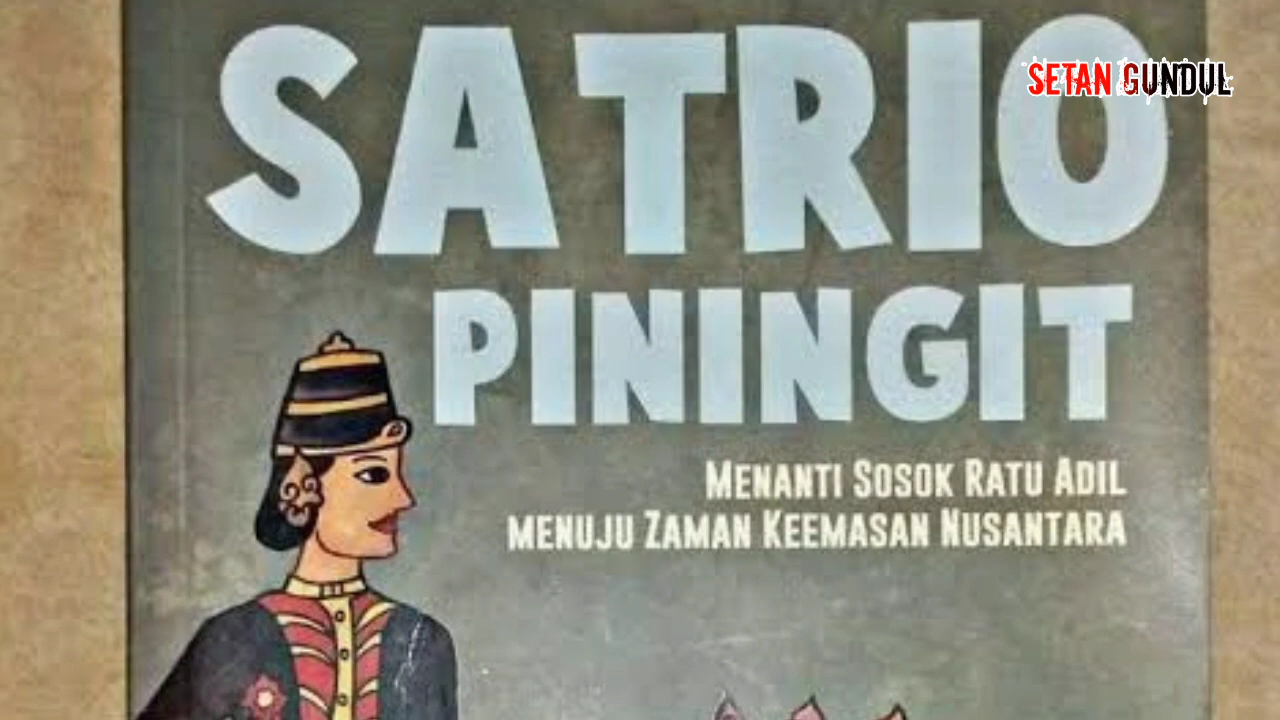 SATRIO
SETAN GUNDUL
PININGIT
MENANTI SOSOK RATU ADIL
MENUJU ZAMAN KEEMASAN NUSANTARA